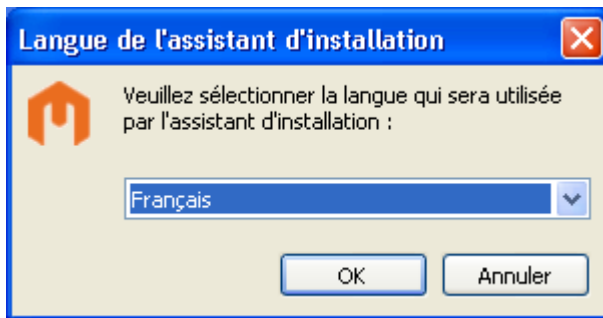 Langue de l'assistant d'installation
Veuillez sélectionner la langue qui sera utilisée
par l'assistant d'installation :
Français
OK
Annuler